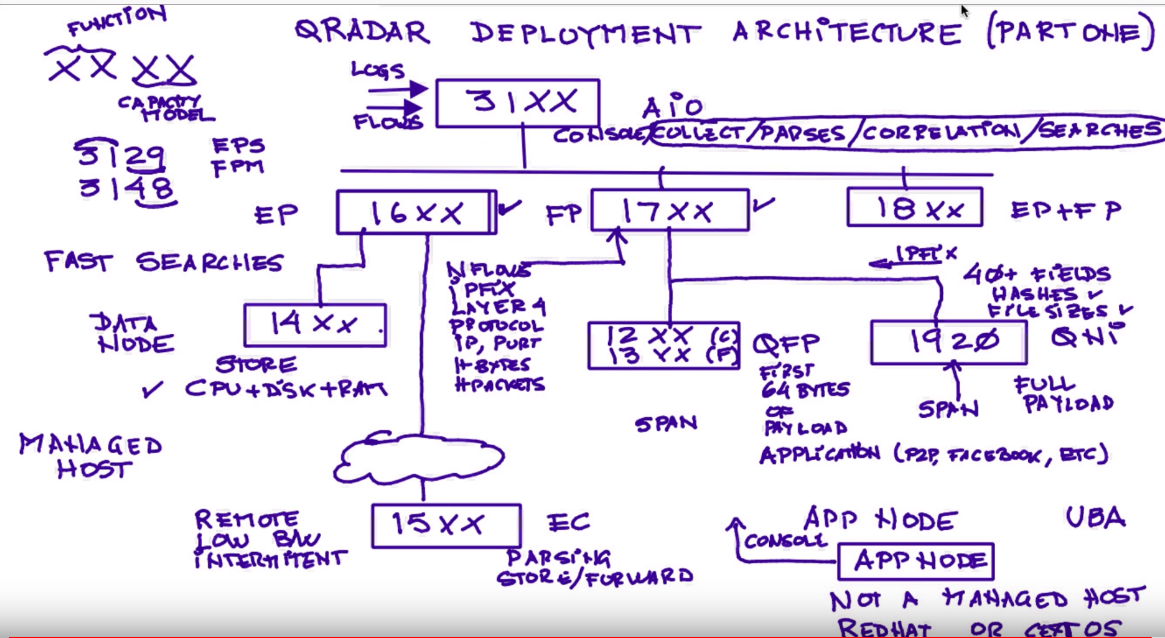 FUNCTION
QRADAR DEPLOYMENT ARCHITECTURE (PART ONE)
XX XX
CAPACITY
MODEL
3129
3148
EPS
FPM
LOGS
FLOWS
31XX
AiO
CONSOLE/COLLECT/PARSES/CORRELATION/SEARCHES
EP
16XX
✓
FP
17XX
✓
18XX
EP+FP
FAST SEARCHES
DATA
NODE
14XX
STORE
✓ CPU+DISK+RAM
NFLOWS
IPFIX
LAYER 4
PROTOCOL
IP, PORT
#BYTES
#PACKETS
12XX (C)
13XX (F)
QFP
FIRST
64 BYTES
OF
PAYLOAD
APPLICATION (P2P, FACEBOOK, ETC)
SPAN
IPFIX
40+ FIELDS
HASHES ✓
FILE SIZES ✓
1920
QNI
SPAN
FULL
PAYLOAD
MANAGED
HOST
REMOTE
LOW B/W
INTERMITENT
15XX
EC
PARSING
STORE/FORWARD
APP NODE
UBA
CONSOLE
APP NODE
NOT A MANAGED HOST
REDHAT OR CENTOS